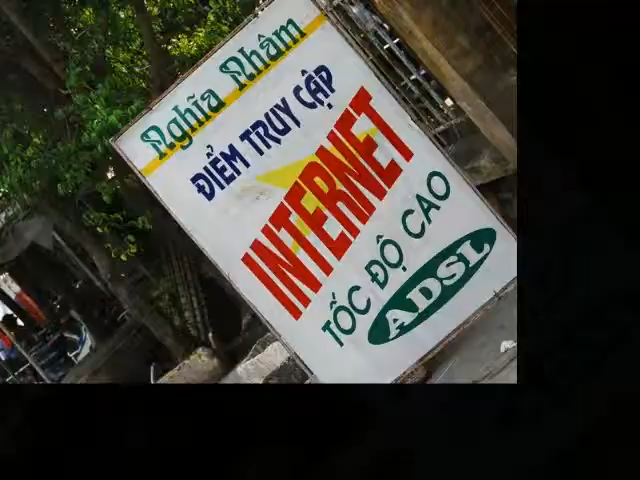 Nghĩa Nhâm
ĐIỂM TRUY CẬP
INTERNET
TỐC ĐỘ CAO
ADSL